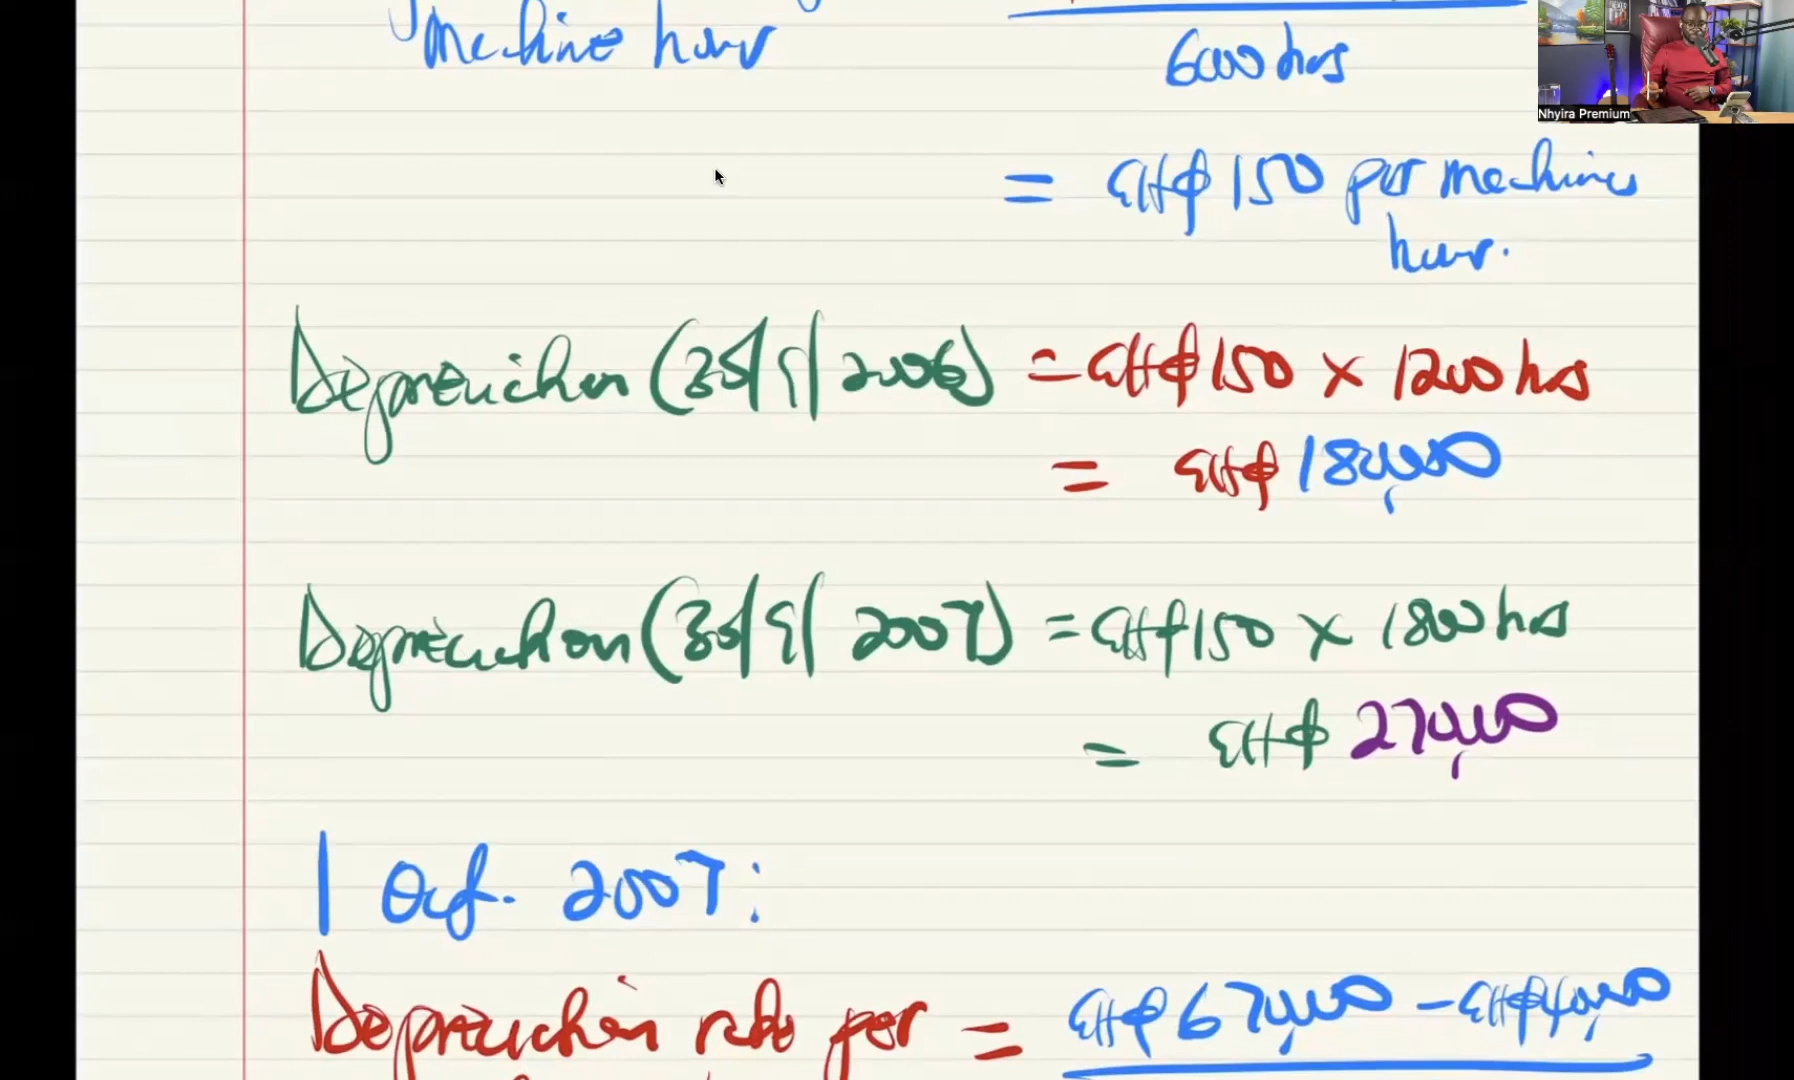 machine hour
6000 hrs
Nhyira Premium
= GH¢ 150 per machine
hour.
Depreciation (30/9/2006) = GH¢ 150 x 1200 hrs
= GH¢ 180,000
Depreciation (30/9/2007) = GH¢ 150 x 1800 hrs
= GH¢ 270,000
1 Oct. 2007:
Depreciation rate per = GH¢ 670,000 - GH¢ 40,000